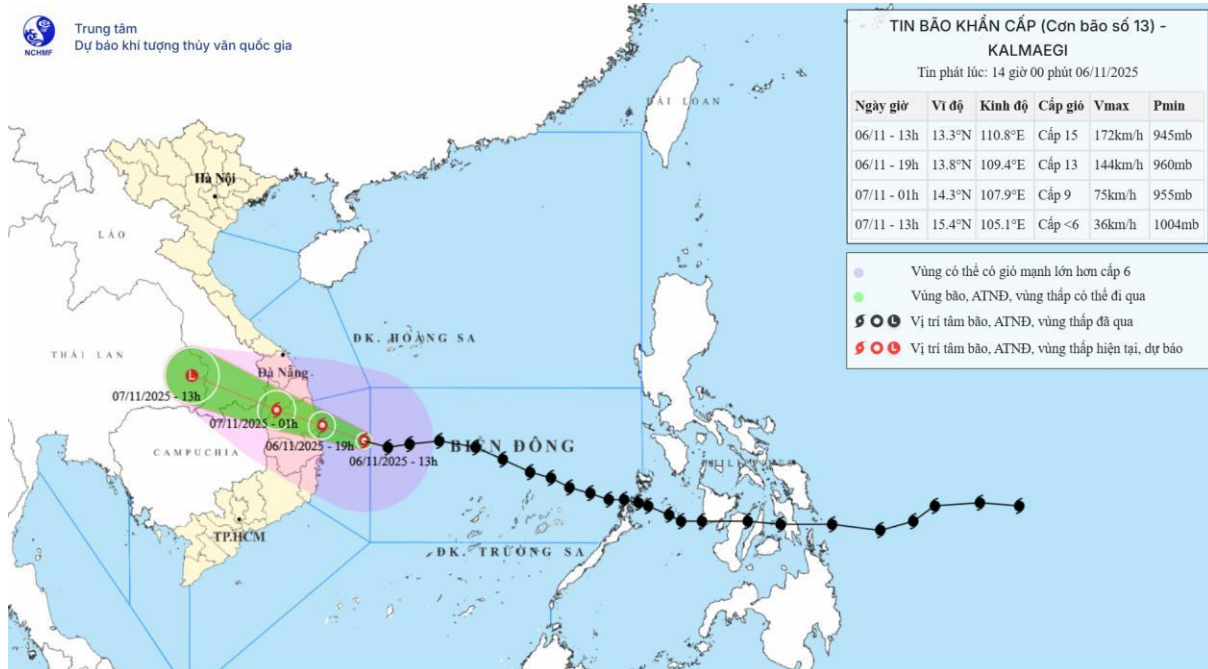 Trung tâm
Dự báo khí tượng thủy văn quốc gia
NCHMF
TIN BÃO KHẨN CẤP (Cơn bão số 13) -
KALMAEGI
Tin phát lúc: 14 giờ 00 phút 06/11/2025
Ngày giờ Vĩ độ Kinh độ Cấp gió Vmax Pmin
06/11 - 13h 13.3°N 110.8°E Cấp 15 172km/h 945mb
06/11 - 19h 13.8°N 109.4°E Cấp 13 144km/h 960mb
07/11 - 01h 14.3°N 107.9°E Cấp 9 75km/h 955mb
07/11 - 13h 15.4°N 105.1°E Cấp <6 36km/h 1004mb
Vùng có thể có gió mạnh lớn hơn cấp 6
Vùng bão, ATNĐ, vùng thấp có thể đi qua
L Vị trí tâm bão, ATNĐ, vùng thấp đã qua
L Vị trí tâm bão, ATNĐ, vùng thấp hiện tại, dự báo
ĐÀI LOAN
Hà Nội
LÀO
ĐK. HOÀNG SA
THÁI LAN
Đà Nẵng
L
07/11/2025 - 13h
07/11/2025 - 01h
06/11/2025 - 19h
06/11/2025 - 13h
BIỂN ĐÔNG
CAMPUCHIA
TP.HCM
ĐK. TRƯỜNG SA